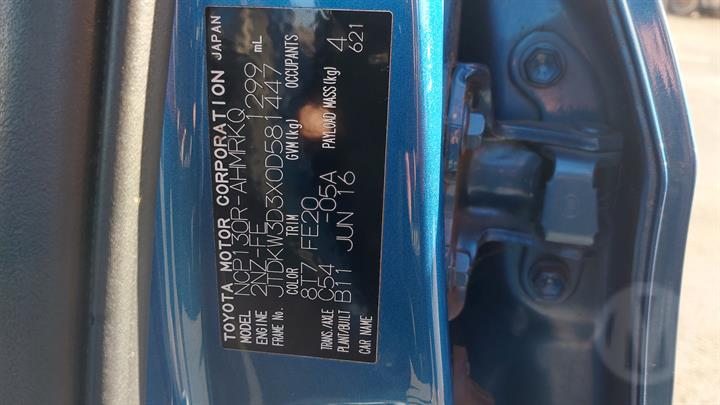 TOYOTA MOTOR CORPORATION JAPAN
MODEL NCP130R-AHMRKQ
ENGINE 2NZ-FE 1299 mL
FRAME No. JTDKW3D3X0D581447
COLOR TRIM GVM(kg) OCCUPANTS
8T7 FE20 4
TRANS./AXLE C54 -05A PAYLOAD MASS(kg) 621
PLANT/BUILT B11 JUN 16
CAR NAME